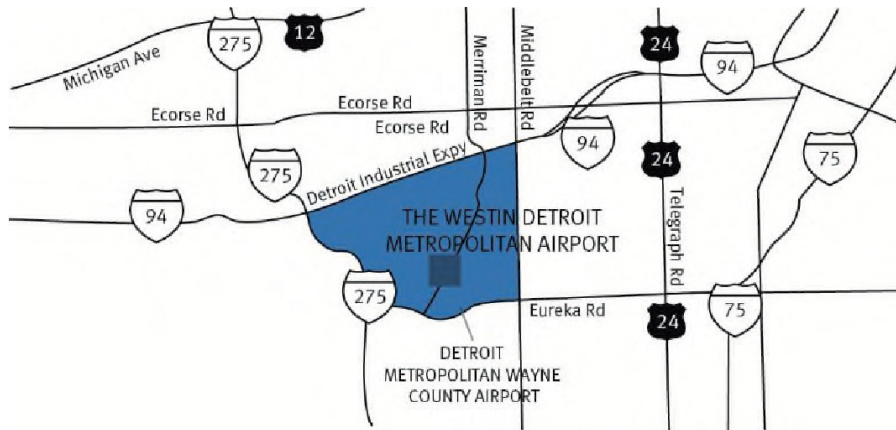 275
12
Michigan Ave
Merriman Rd
Middlebelt Rd
24
94
Ecorse Rd
Ecorse Rd
Ecorse Rd
94
75
24
275
Detroit Industrial Expy
94
Telegraph Rd
THE WESTIN DETROIT
METROPOLITAN AIRPORT
275
Eureka Rd
24
75
DETROIT
METROPOLITAN WAYNE
COUNTY AIRPORT